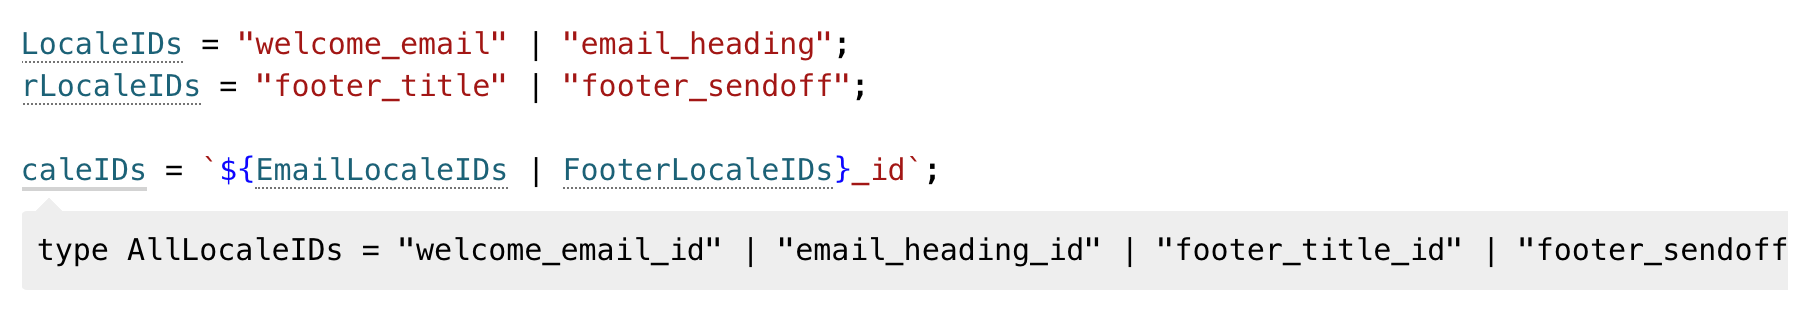 LocaleIDs = "welcome_email" | "email_heading";
rLocaleIDs = "footer_title" | "footer_sendoff";
caleIDs = `${EmailLocaleIDs | FooterLocaleIDs}_id`;
type AllLocaleIDs = "welcome_email_id" | "email_heading_id" | "footer_title_id" | "footer_sendoff